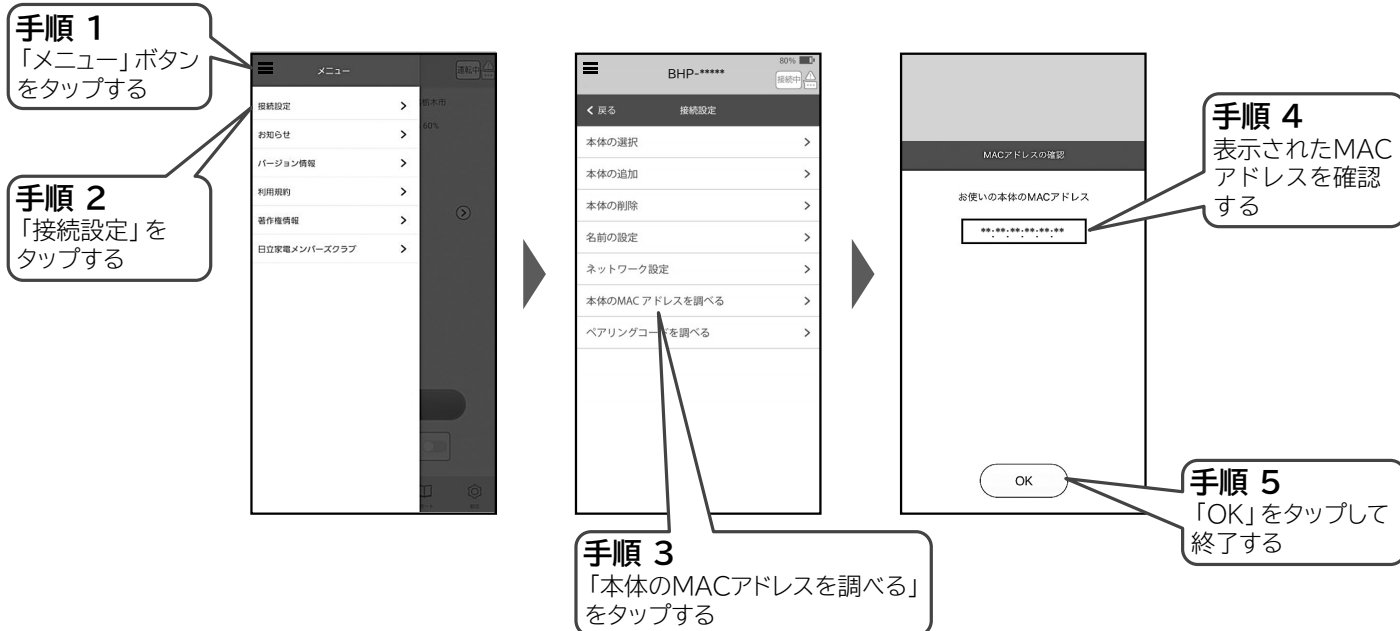 手順 1
「メニュー」ボタン
をタップする
手順 2
「接続設定」を
タップする
メニュー
運転中
接続設定
お知らせ
バージョン情報
利用規約
著作権情報
日立家電メンバーズクラブ
栃木市
60%
80%
BHP-*****
接続中
戻る
接続設定
本体の選択
本体の追加
本体の削除
名前の設定
ネットワーク設定
本体のMAC アドレスを調べる
ペアリングコードを調べる
手順 3
「本体のMACアドレスを調べる」
をタップする
MACアドレスの確認
お使いの本体のMACアドレス
**:**:**:**:**:**
OK
手順 4
表示されたMAC
アドレスを確認
する
手順 5
「OK」をタップして
終了する